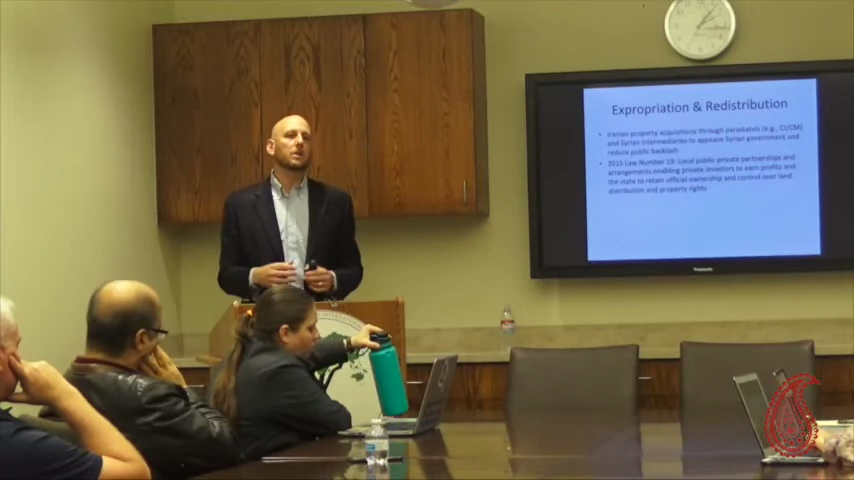 Expropriation & Redistribution
• Iranian property acquisitions through parastatals (e.g., CI/CM)
and Syrian intermediaries to appease Syrian government and
reduce public backlash
• 2015 Law Number 19: Local public private partnerships and
arrangements enabling private investors to earn profits and
the state to retain official ownership and control over land
distribution and property rights
Panasonic
INTERNATIONAL